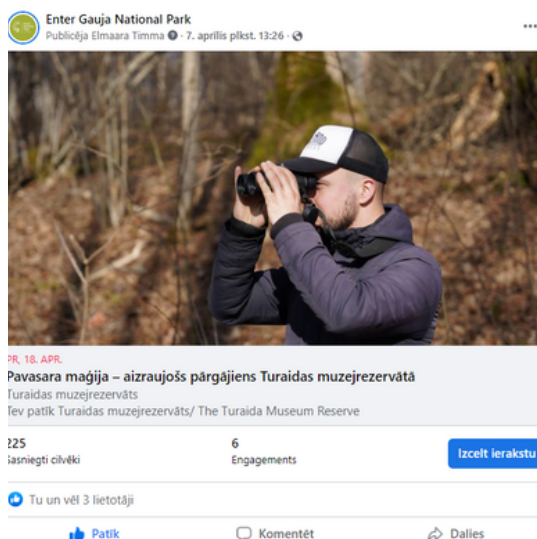 Enter Gauja National Park
Publicēja Elmaara Timma · 7. aprīlis plkst. 13:26 ·
PR, 18. APR.
Pavasara maģija – aizraujošs pārgājiens Turaidas muzejrezervātā
Turaidas muzejrezervāts
Tev patīk Turaidas muzejrezervāts/ The Turaida Museum Reserve
225
6
Sasniegti cilvēki
Engagements
Izcelt ierakstu
Tu un vēl 3 lietotāji
Patīk
Komentēt
Dalies